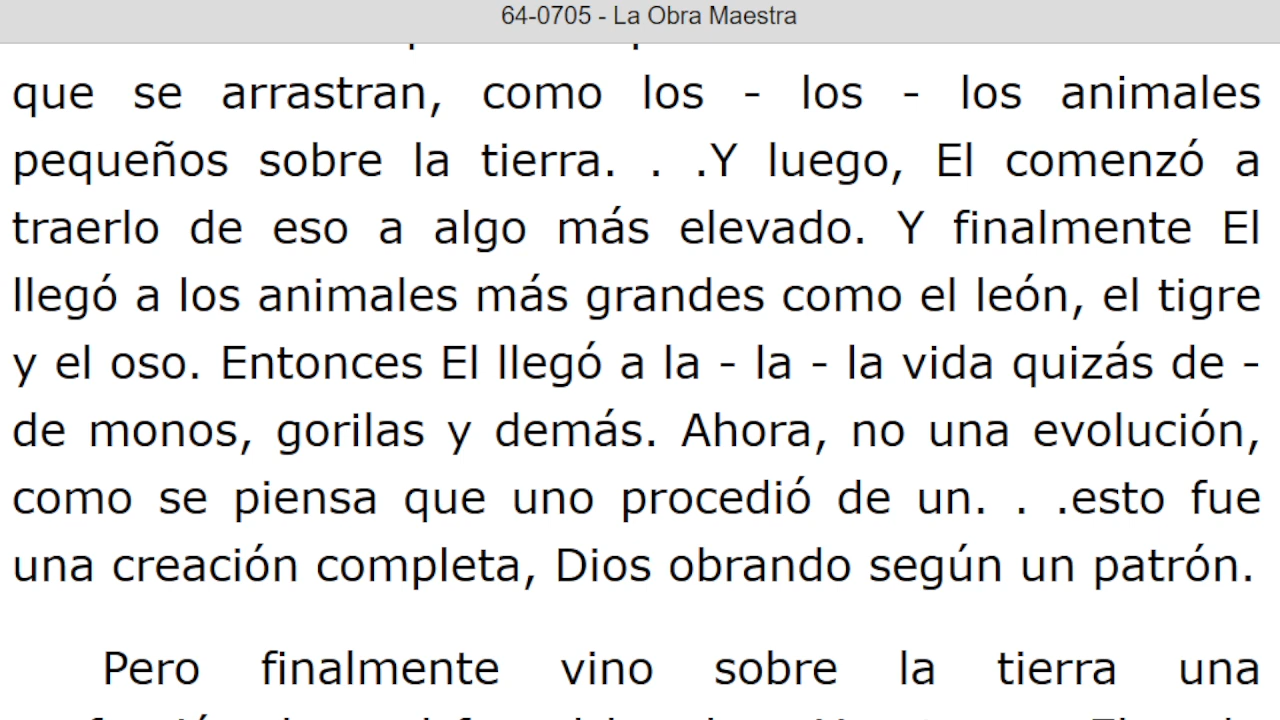 64-0705 - La Obra Maestra
que se arrastran, como los - los - los animales
pequeños sobre la tierra. . .Y luego, El comenzó a
traerlo de eso a algo más elevado. Y finalmente El
llegó a los animales más grandes como el león, el tigre
y el oso. Entonces El llegó a la - la - la vida quizás de -
de monos, gorilas y demás. Ahora, no una evolución,
como se piensa que uno procedió de un. . .esto fue
una creación completa, Dios obrando según un patrón.
Pero finalmente vino sobre la tierra una